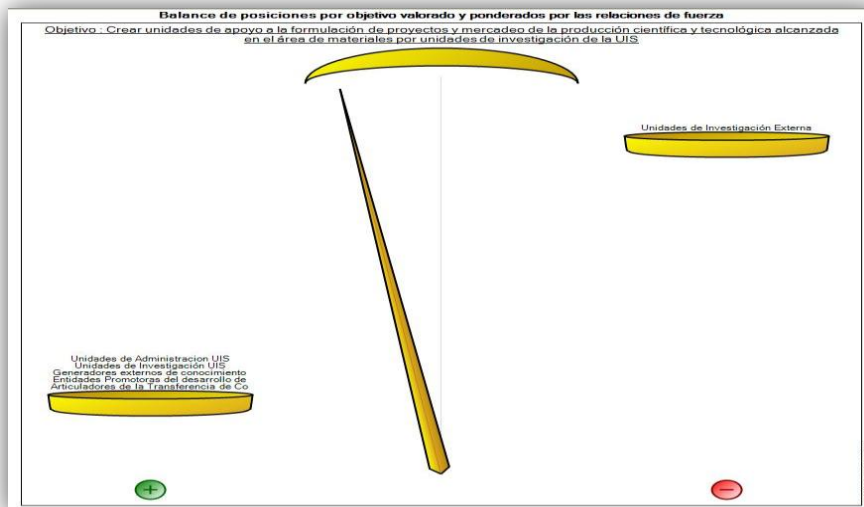 Balance de posiciones por objetivo valorado y ponderados por las relaciones de fuerza
Objetivo : Crear unidades de apoyo a la formulación de proyectos y mercadeo de la producción científica y tecnológica alcanzada
en el área de materiales por unidades de investigación de la UIS
Unidades de Investigación Externa
Unidades de Administracion UIS
Unidades de Investigación UIS
Generadores externos de conocimiento
Entidades Promotoras del desarrollo de
Articuladores de la Transferencia de Co
+
−